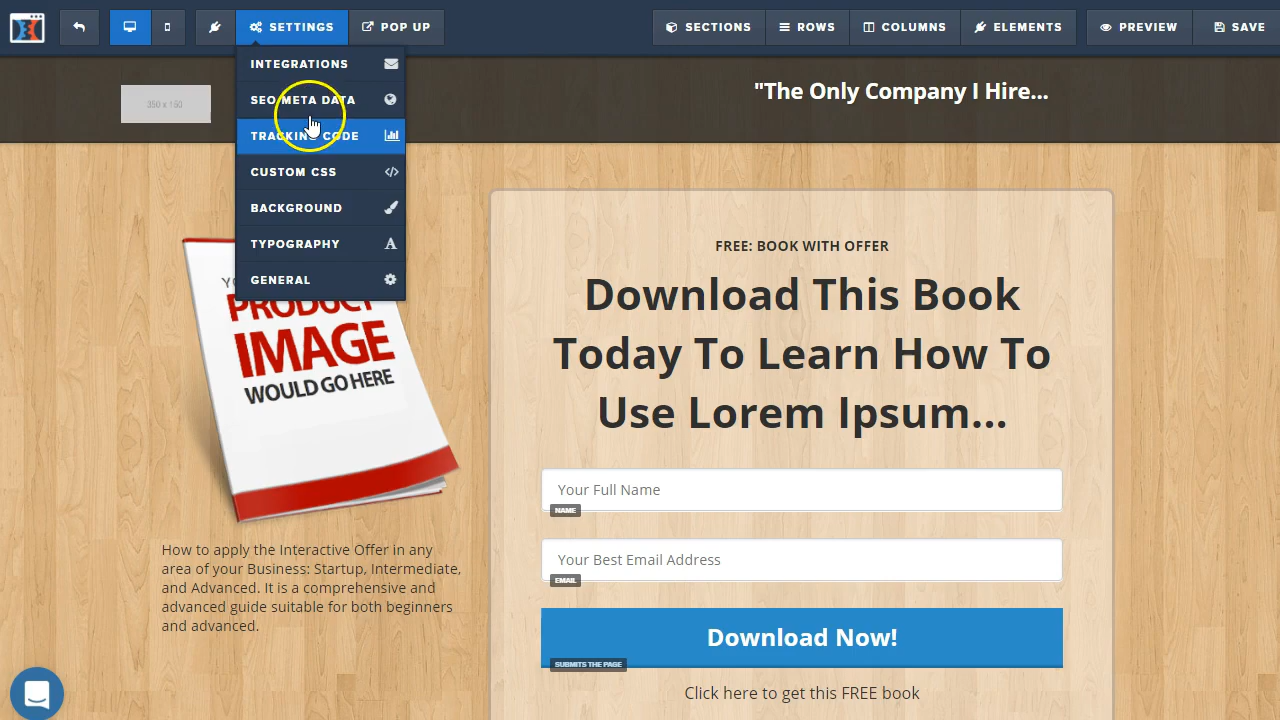 SETTINGS
POP UP
SECTIONS
ROWS
COLUMNS
ELEMENTS
PREVIEW
SAVE
INTEGRATIONS
SEO META DATA
TRACKING CODE
CUSTOM CSS
BACKGROUND
TYPOGRAPHY
GENERAL
350 x 150
"The Only Company I Hire...
PRODUCT
IMAGE
WOULD GO HERE
How to apply the Interactive Offer in any
area of your Business: Startup, Intermediate,
and Advanced. It is a comprehensive and
advanced guide suitable for both beginners
and advanced.
FREE: BOOK WITH OFFER
Download This Book
Today To Learn How To
Use Lorem Ipsum...
Your Full Name
NAME
Your Best Email Address
EMAIL
Download Now!
SUBMITS THE PAGE
Click here to get this FREE book